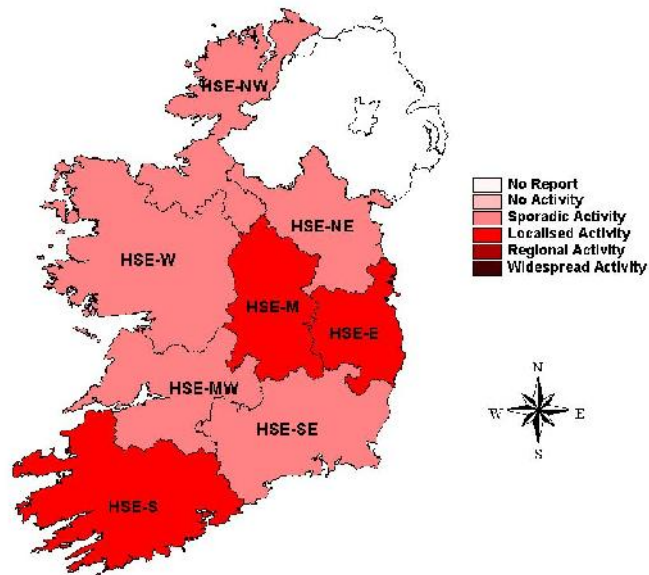 HSE-NW
HSE-NE
HSE-W
HSE-M
HSE-E
HSE-MW
HSE-SE
HSE-S
No Report
No Activity
Sporadic Activity
Localised Activity
Regional Activity
Widespread Activity
N
W E
S